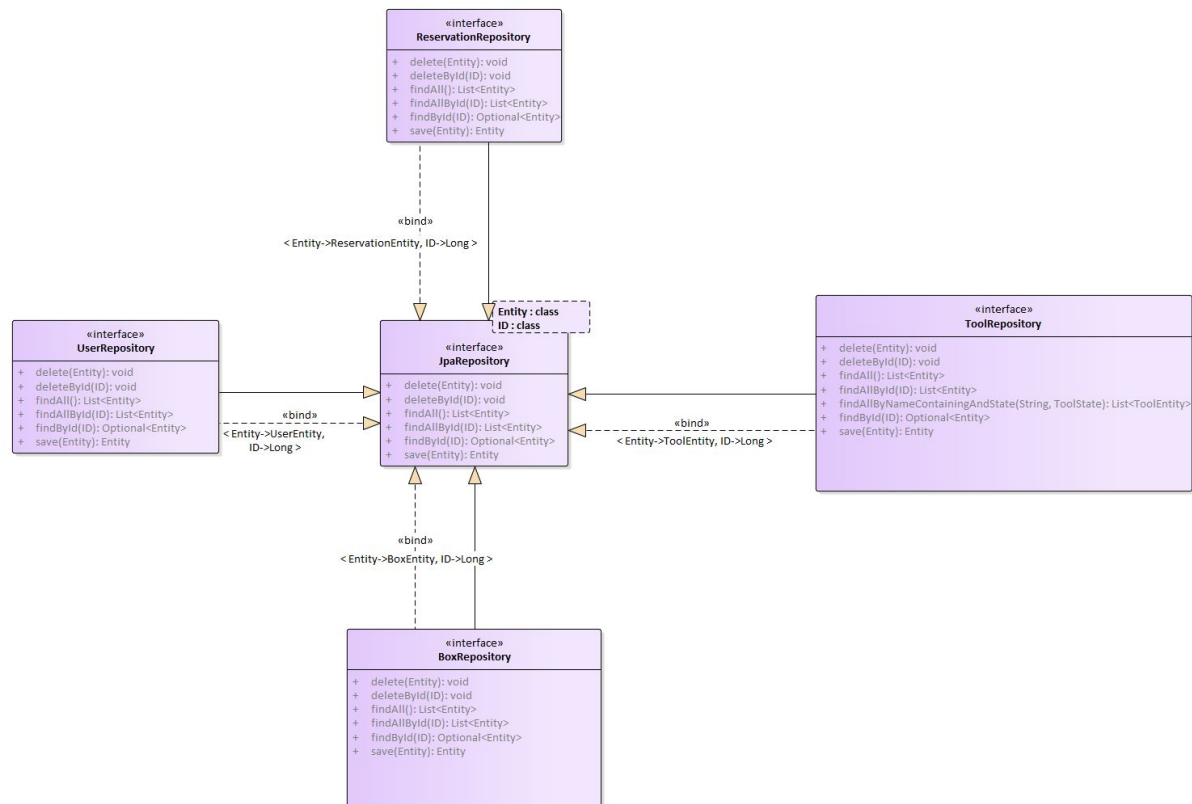 «interface»
ReservationRepository
+ delete(Entity): void
+ deleteById(ID): void
+ findAll(): List<Entity>
+ findAllById(ID): List<Entity>
+ findById(ID): Optional<Entity>
+ save(Entity): Entity
«bind»
< Entity->ReservationEntity, ID->Long >
«interface»
UserRepository
+ delete(Entity): void
+ deleteById(ID): void
+ findAll(): List<Entity>
+ findAllById(ID): List<Entity>
+ findById(ID): Optional<Entity>
+ save(Entity): Entity
«bind»
< Entity->UserEntity,
ID->Long >
Entity : class
ID : class
«interface»
JpaRepository
+ delete(Entity): void
+ deleteById(ID): void
+ findAll(): List<Entity>
+ findAllById(ID): List<Entity>
+ findById(ID): Optional<Entity>
+ save(Entity): Entity
«bind»
< Entity->ToolEntity, ID->Long >
«interface»
ToolRepository
+ delete(Entity): void
+ deleteById(ID): void
+ findAll(): List<Entity>
+ findAllById(ID): List<Entity>
+ findAllByNameContainingAndState(String, ToolState): List<ToolEntity>
+ findById(ID): Optional<Entity>
+ save(Entity): Entity
«bind»
< Entity->BoxEntity, ID->Long >
«interface»
BoxRepository
+ delete(Entity): void
+ deleteById(ID): void
+ findAll(): List<Entity>
+ findAllById(ID): List<Entity>
+ findById(ID): Optional<Entity>
+ save(Entity): Entity